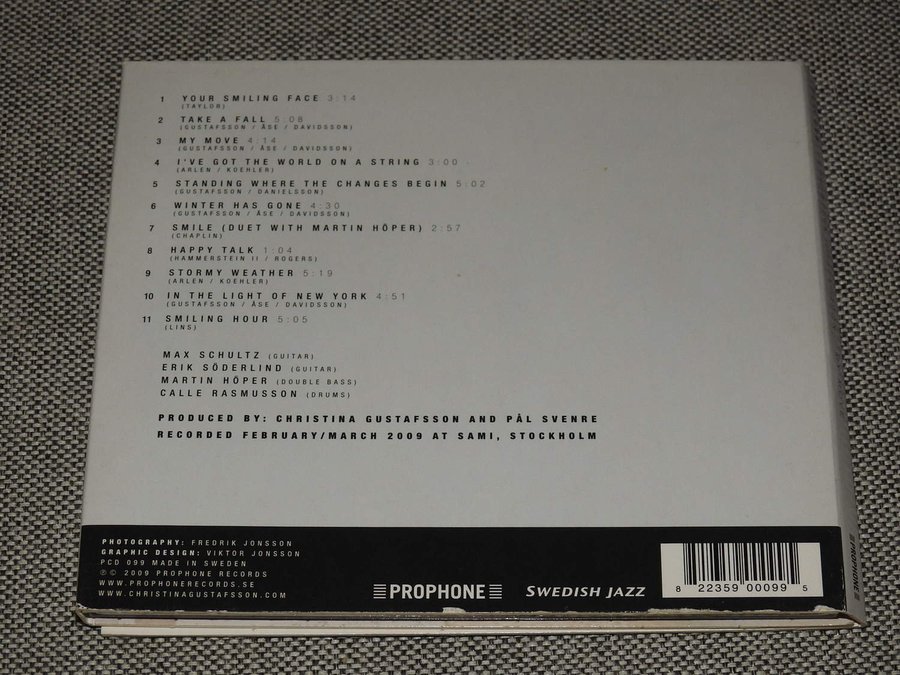 1 YOUR SMILING FACE 3:14
(TAYLOR)
2 TAKE A FALL 5:08
(GUSTAFSSON / ÅSE / DAVIDSSON)
3 MY MOVE 4:14
(GUSTAFSSON / ÅSE / DAVIDSSON)
4 I'VE GOT THE WORLD ON A STRING 3:00
(ARLEN / KOEHLER)
5 STANDING WHERE THE CHANGES BEGIN 5:02
(GUSTAFSSON / DANIELSSON)
6 WINTER HAS GONE 4:30
(GUSTAFSSON / ÅSE / DAVIDSSON)
7 SMILE (DUET WITH MARTIN HÖPER) 2:57
(CHAPLIN)
8 HAPPY TALK 1:04
(HAMMERSTEIN II / ROGERS)
9 STORMY WEATHER 5:19
(ARLEN / KOEHLER)
10 IN THE LIGHT OF NEW YORK 4:51
(GUSTAFSSON / ÅSE / DAVIDSSON)
11 SMILING HOUR 5:05
(LINS)
MAX SCHULTZ (GUITAR)
ERIK SÖDERLIND (GUITAR)
MARTIN HÖPER (DOUBLE BASS)
CALLE RASMUSSON (DRUMS)
PRODUCED BY: CHRISTINA GUSTAFSSON AND PÅL SVENRE
RECORDED FEBRUARY/MARCH 2009 AT SAMI, STOCKHOLM
PHOTOGRAPHY: FREDRIK JONSSON
GRAPHIC DESIGN: VIKTOR JONSSON
PCD 099 MADE IN SWEDEN
℗ © 2009 PROPHONE RECORDS
WWW.PROPHONERECORDS.SE
WWW.CHRISTINAGUSTAFSSON.COM
PROPHONE
SWEDISH JAZZ
8 22359 00099 5